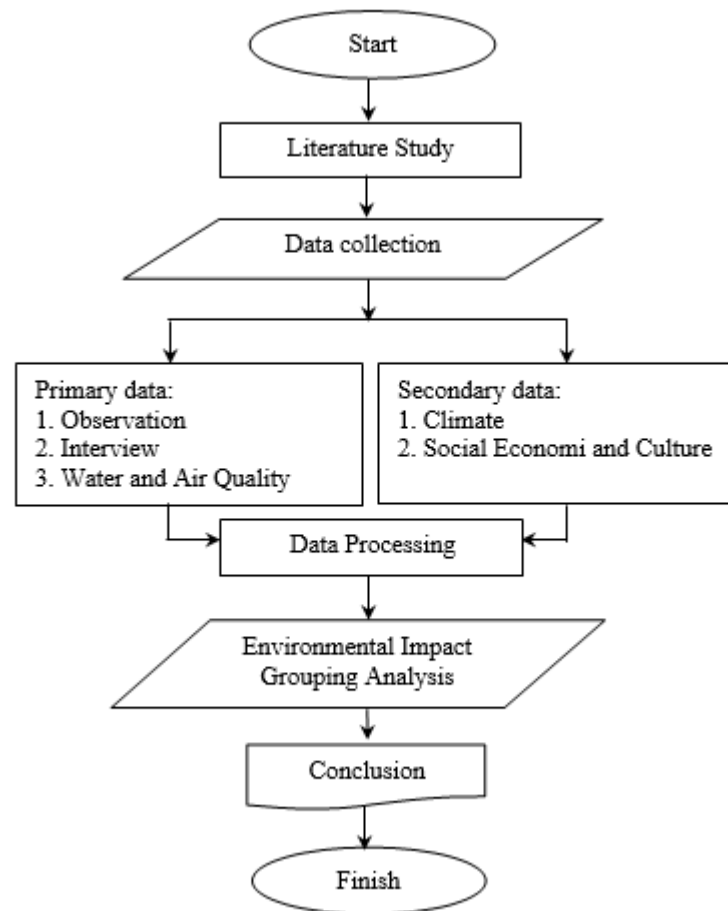 Start
Literature Study
Data collection
Primary data:
1. Observation
2. Interview
3. Water and Air Quality
Secondary data:
1. Climate
2. Social Economi and Culture
Data Processing
Environmental Impact
Grouping Analysis
Conclusion
Finish